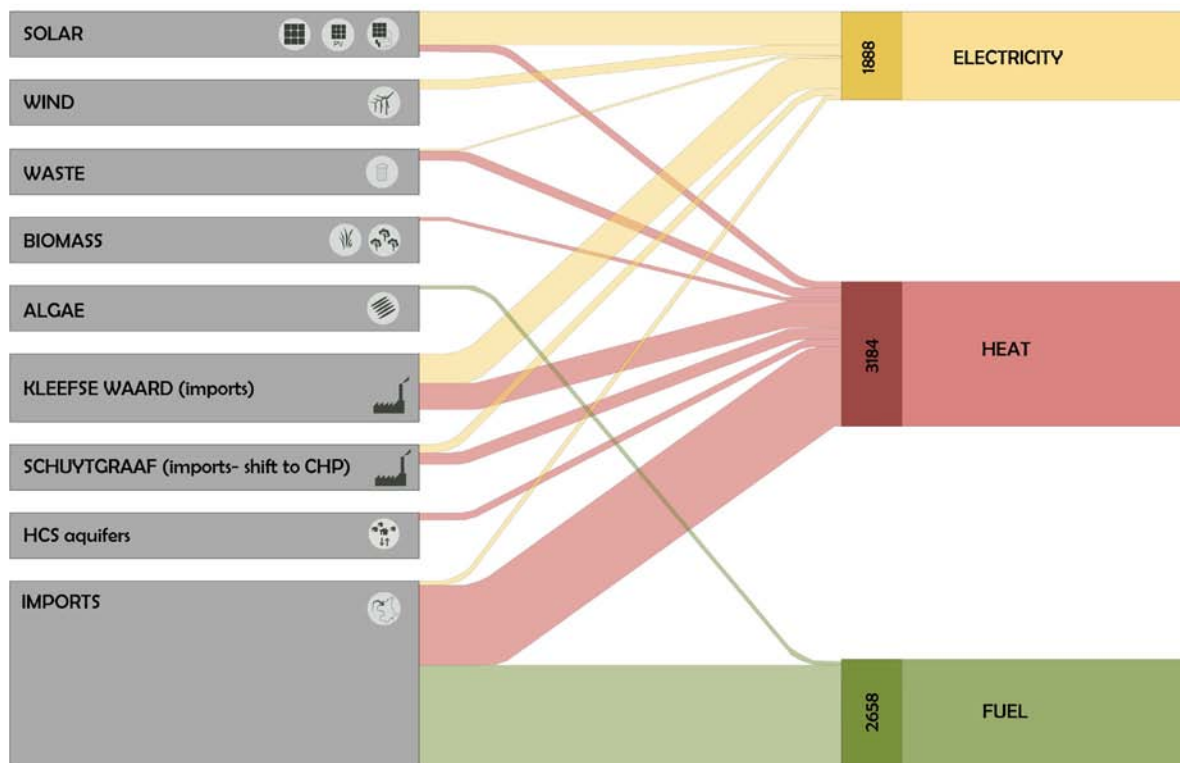 SOLAR
PV
WIND
WASTE
BIOMASS
ALGAE
KLEEFSE WAARD (imports)
SCHUYTGRAAF (imports- shift to CHP)
HCS aquifers
IMPORTS
1888
ELECTRICITY
3184
HEAT
2658
FUEL